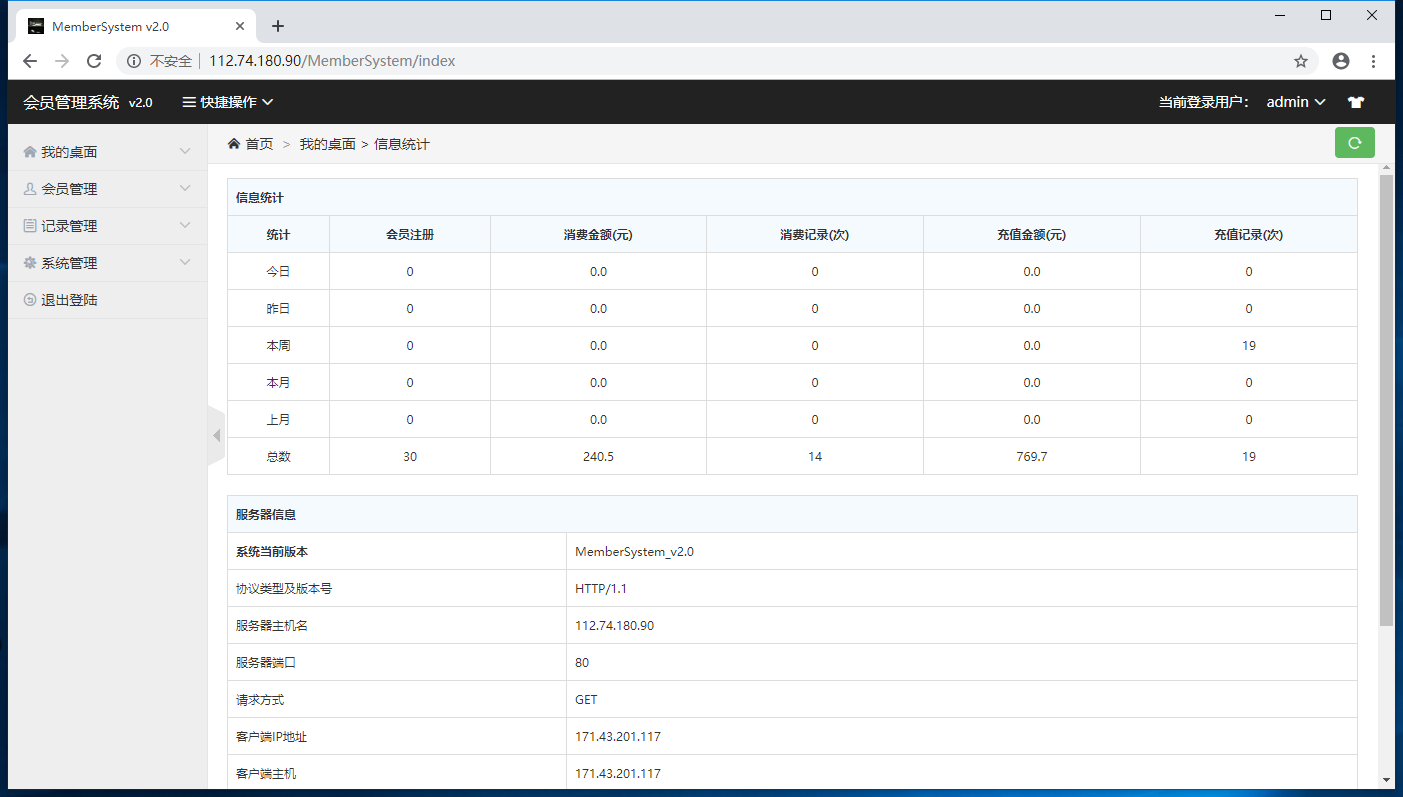 MemberSystem v2.0
不安全 112.74.180.90/MemberSystem/index
会员管理系统 v2.0 快捷操作 当前登录用户： admin
我的桌面
会员管理
记录管理
系统管理
退出登陆
首页 > 我的桌面 > 信息统计
信息统计
统计 会员注册 消费金额(元) 消费记录(次) 充值金额(元) 充值记录(次)
今日 0 0.0 0 0.0 0
昨日 0 0.0 0 0.0 0
本周 0 0.0 0 0.0 19
本月 0 0.0 0 0.0 0
上月 0 0.0 0 0.0 0
总数 30 240.5 14 769.7 19
服务器信息
系统当前版本 MemberSystem_v2.0
协议类型及版本号 HTTP/1.1
服务器主机名 112.74.180.90
服务器端口 80
请求方式 GET
客户端IP地址 171.43.201.117
客户端主机 171.43.201.117